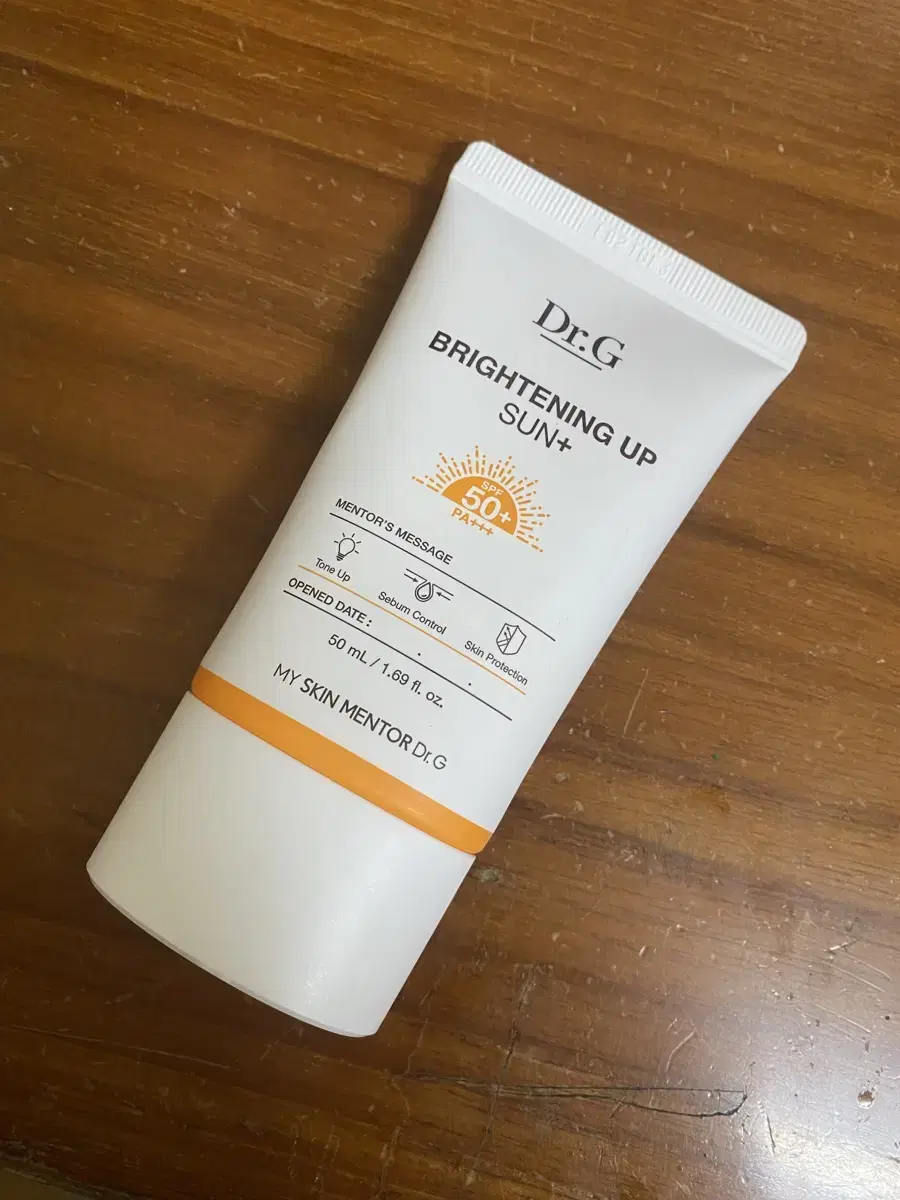 Dr.G
BRIGHTENING UP
SUN+
SPF
50+
PA+++
MENTOR'S MESSAGE
Tone Up
Sebum Control
Skin Protection
OPENED DATE : . .
50 mL / 1.69 fl. oz.
MY SKIN MENTOR Dr.G